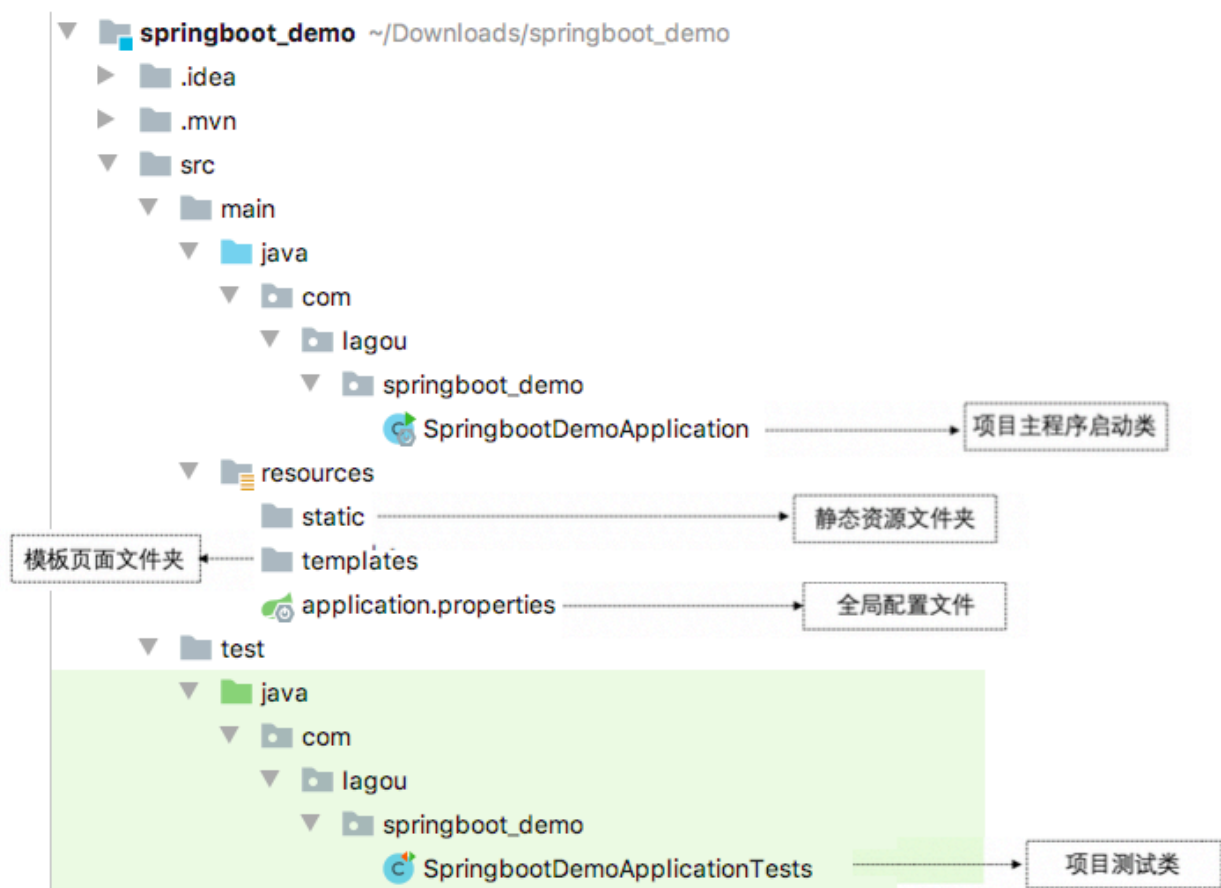 springboot_demo ~/Downloads/springboot_demo
.idea
.mvn
src
main
java
com
lagou
springboot_demo
SpringbootDemoApplication 项目主程序启动类
resources
static 静态资源文件夹
模板页面文件夹 templates
application.properties 全局配置文件
test
java
com
lagou
springboot_demo
SpringbootDemoApplicationTests 项目测试类